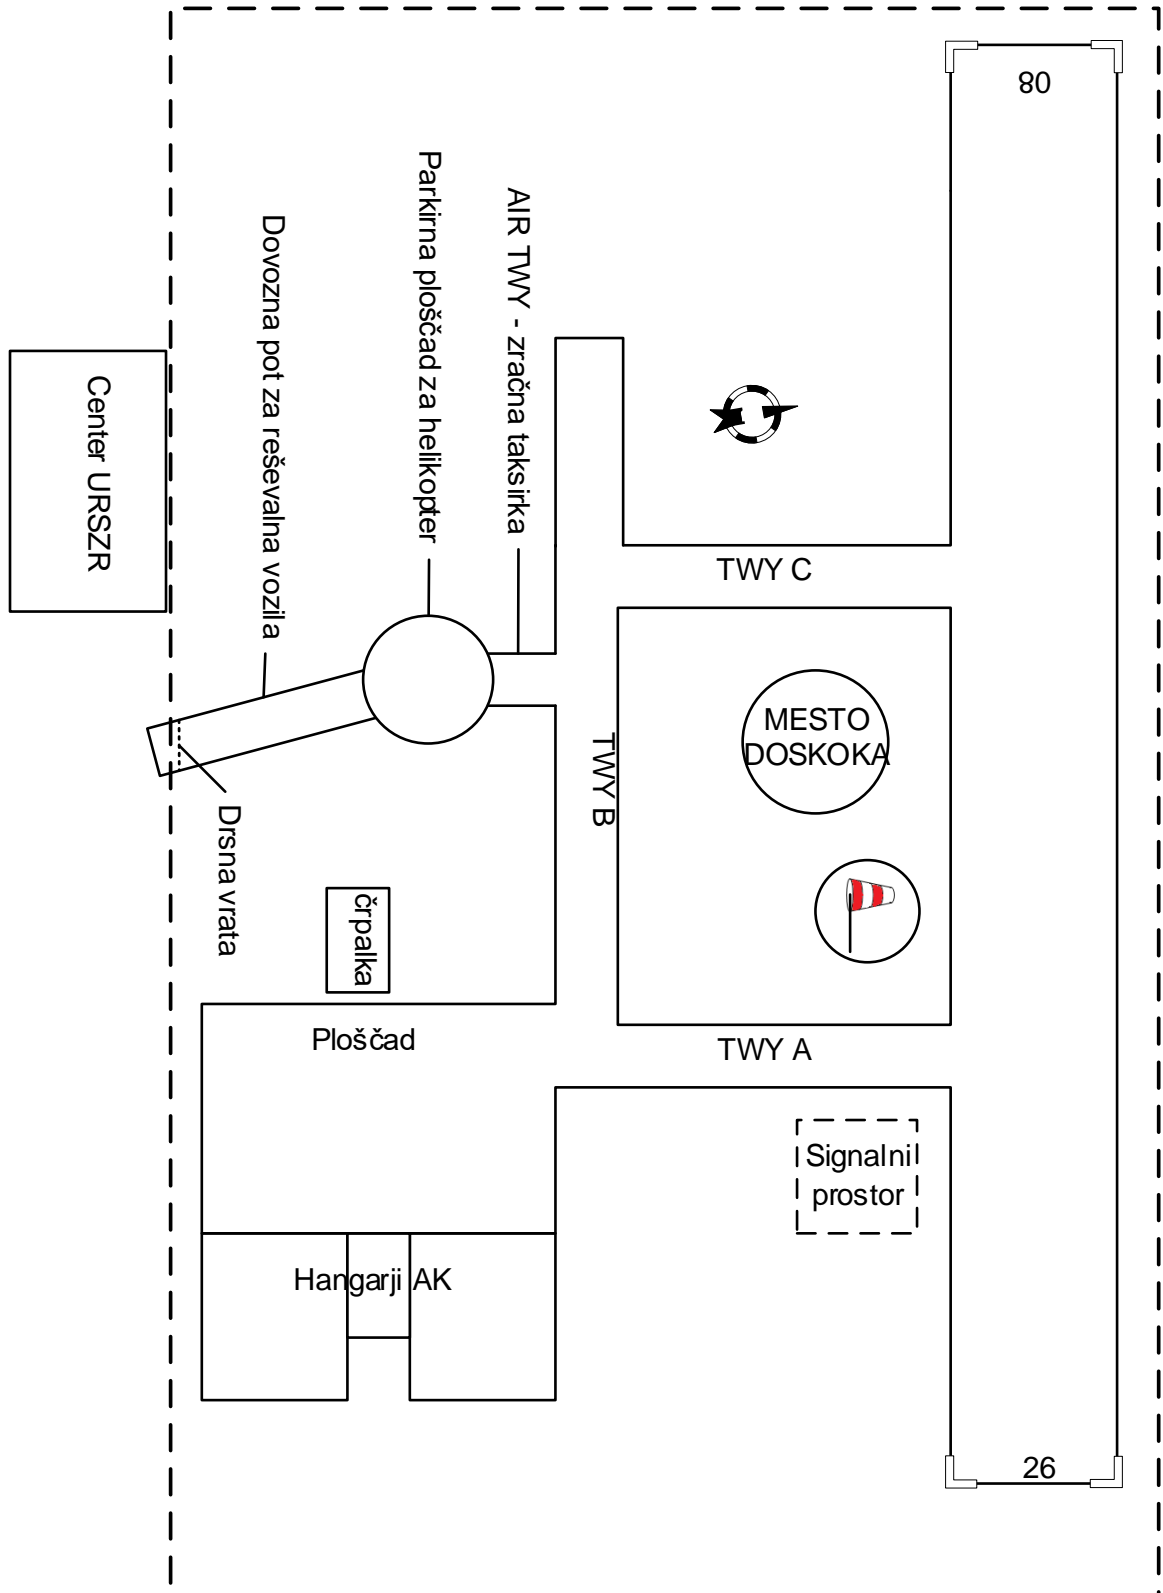 08
Parkirna ploščad za helikopter
AIR TWY - zračna taksirka
Dovozna pot za reševalna vozila
Center URSZR
TWY C
MESTO
DOSKOKA
TWY B
Drsna vrata
črpalka
Ploščad
TWY A
Signalni
prostor
Hangarji AK
26